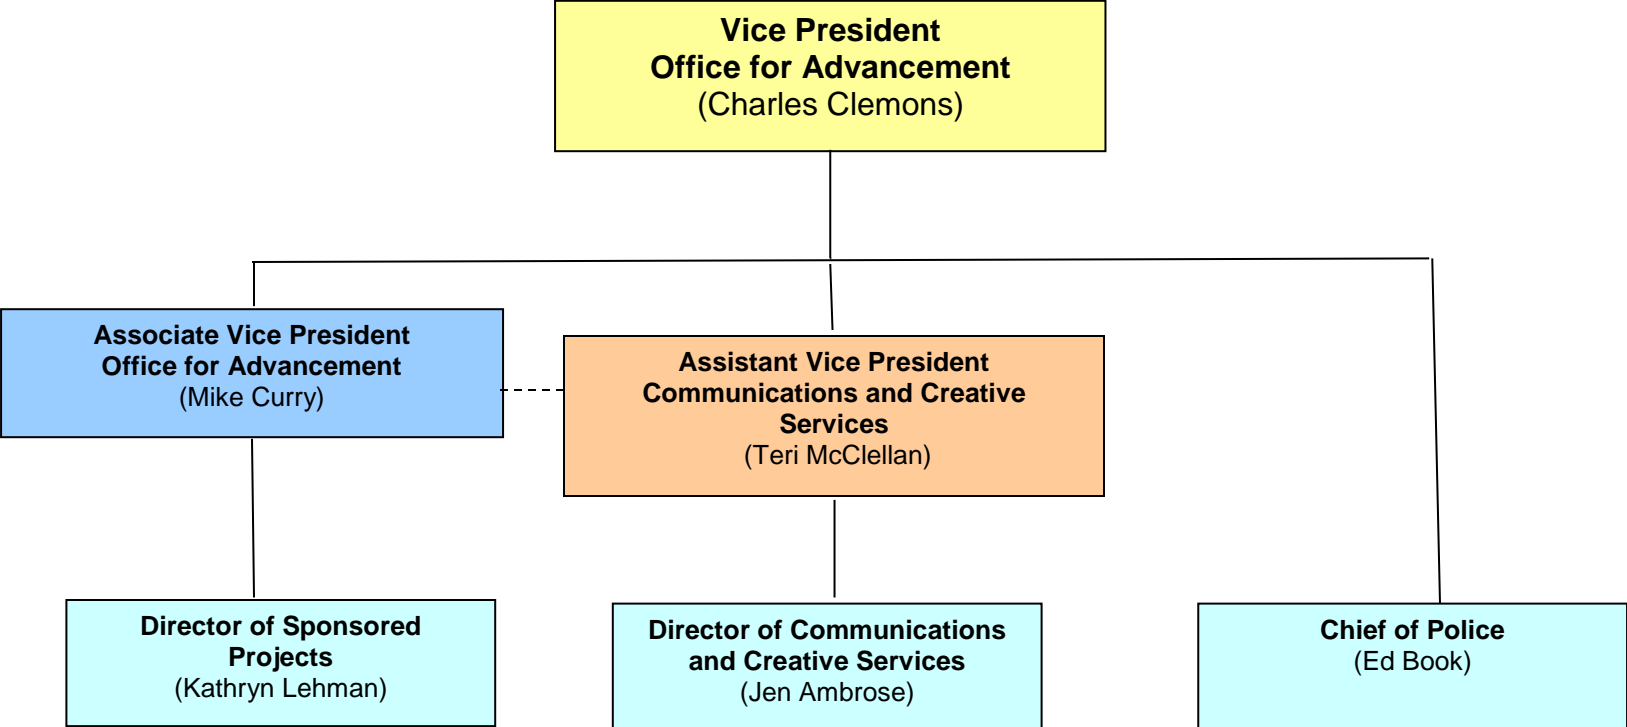 Vice President
Office for Advancement
(Charles Clemons)
Associate Vice President
Office for Advancement
(Mike Curry)
Assistant Vice President
Communications and Creative
Services
(Teri McClellan)
Director of Sponsored
Projects
(Kathryn Lehman)
Director of Communications
and Creative Services
(Jen Ambrose)
Chief of Police
(Ed Book)